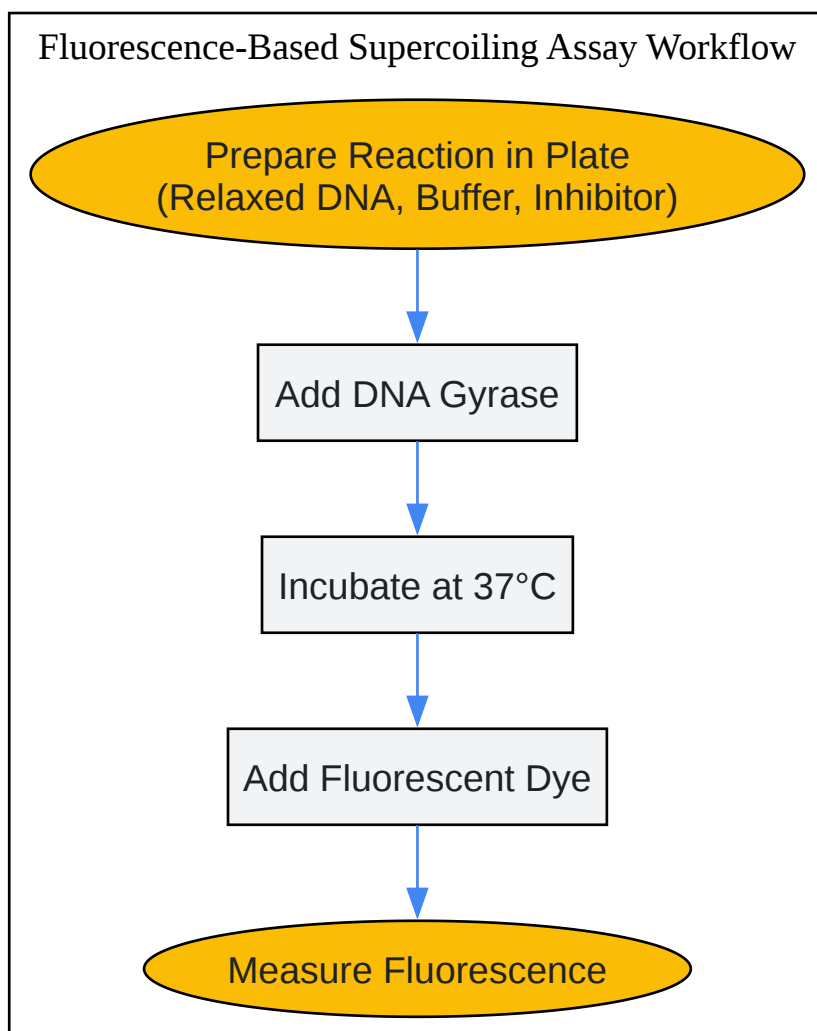 Fluorescence-Based Supercoiling Assay Workflow
Prepare Reaction in Plate
(Relaxed DNA, Buffer, Inhibitor)
Add DNA Gyrase
Incubate at 37°C
Add Fluorescent Dye
Measure Fluorescence